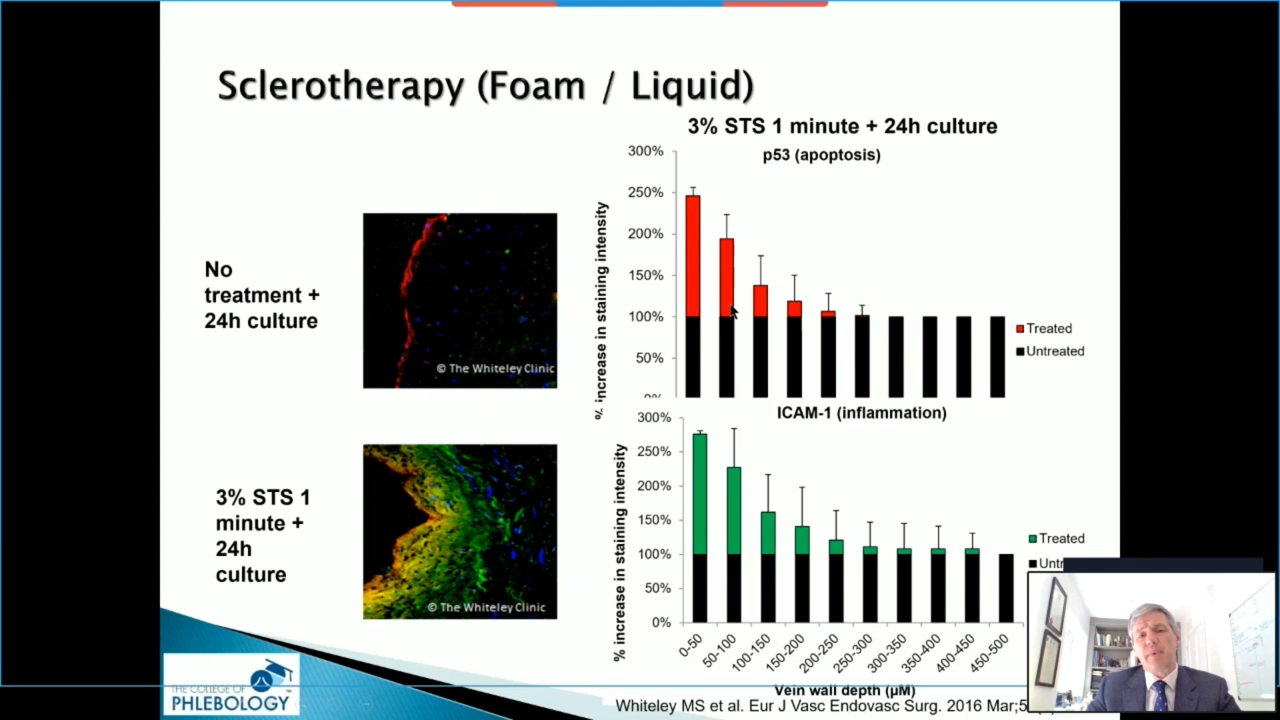 Sclerotherapy (Foam / Liquid)
3% STS 1 minute + 24h culture
p53 (apoptosis)
300%
250%
200%
150%
100%
50%
% increase in staining intensity
Treated
Untreated
No
treatment +
24h culture
© The Whiteley Clinic
ICAM-1 (inflammation)
300%
250%
200%
150%
100%
50%
0%
% increase in staining intensity
Treated
3% STS 1
minute +
24h
culture
© The Whiteley Clinic
0-50
50-100
100-150
150-200
200-250
250-300
300-350
350-400
400-450
450-500
Vein wall depth (µM)
THE COLLEGE OF
PHLEBOLOGY
Whiteley MS et al. Eur J Vasc Endovasc Surg. 2016 Mar;